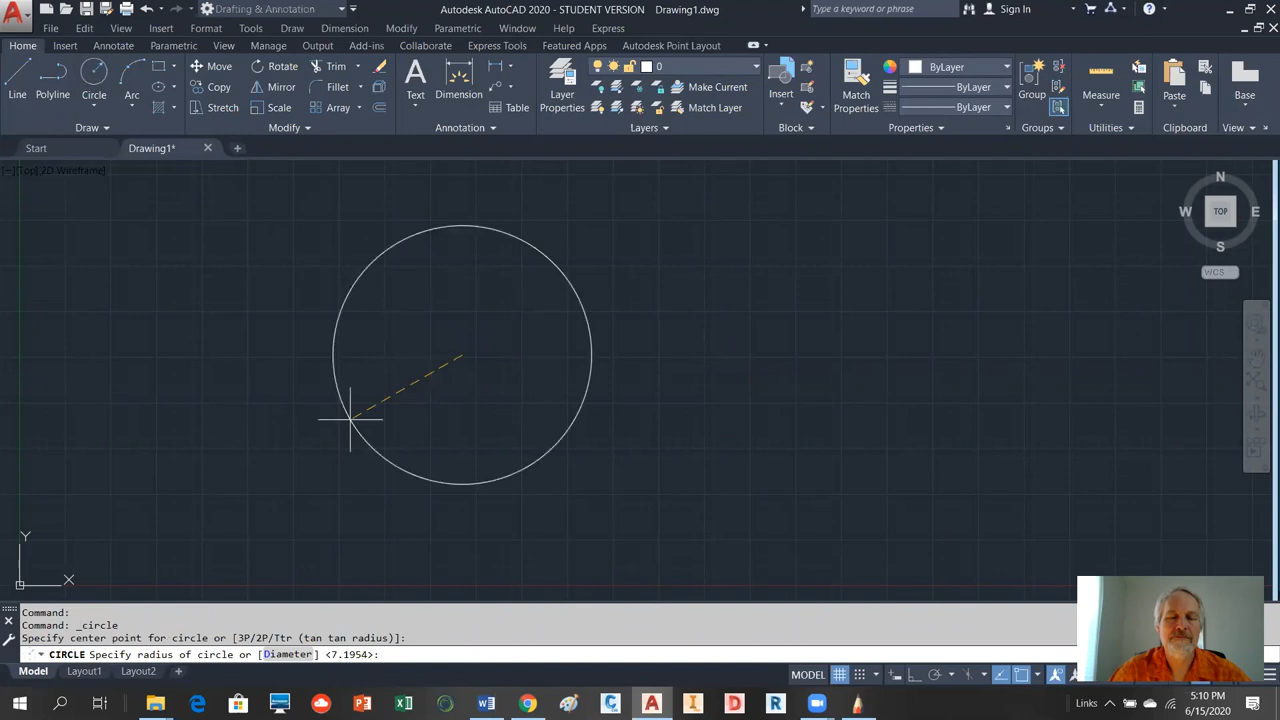 Drafting & Annotation
Autodesk AutoCAD 2020 - STUDENT VERSION Drawing1.dwg
Type a keyword or phrase
Sign In
File Edit View Insert Format Tools Draw Dimension Modify Parametric Window Help Express
Home Insert Annotate Parametric View Manage Output Add-ins Collaborate Express Tools Featured Apps Autodesk Point Layout
Line Polyline Circle Arc
Move Rotate Trim
Copy Mirror Fillet
Stretch Scale Array
Text Dimension Table
Layer Properties
0
Make Current
Match Layer
Insert
Match Properties
ByLayer
ByLayer
ByLayer
Group
Measure
Paste
Base
Draw Modify Annotation Layers Block Properties Groups Utilities Clipboard View
Start Drawing1*
[−][Top] 2D Wireframe]
N
W TOP E
S
WCS
Y
X
Command:
Command: _circle
Specify center point for circle or [3P/2P/Ttr (tan tan radius)]:
CIRCLE Specify radius of circle or [Diameter] <7.1954>:
Model Layout1 Layout2
MODEL
Links
5:10 PM
6/15/2020